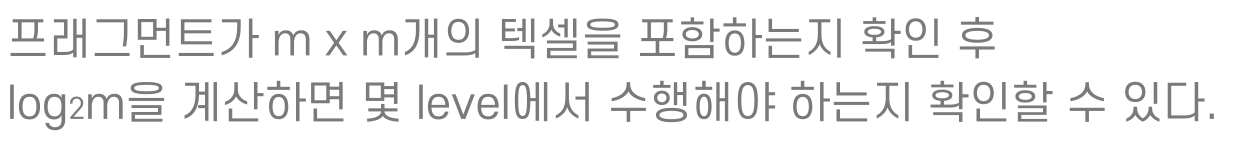 프래그먼트가 m x m개의 텍셀을 포함하는지 확인 후
log₂m을 계산하면 몇 level에서 수행해야 하는지 확인할 수 있다.